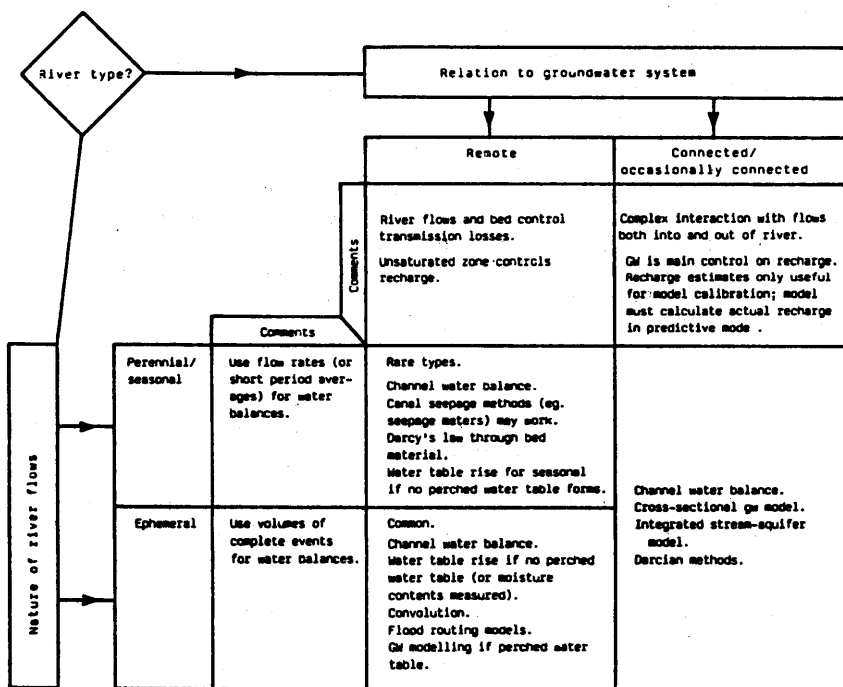 River type?
Relation to groundwater system
Remote
Connected/
occasionally connected
Comments
River flows and bed control
transmission losses.
Unsaturated zone controls
recharge.
Complex interaction with flows
both into and out of river.
GW is main control on recharge.
Recharge estimates only useful
for model calibration; model
must calculate actual recharge
in predictive mode .
Comments
Nature of river flows
Perennial/
seasonal
Use flow rates (or
short period aver-
ages) for water
balances.
Rare types.
Channel water balance.
Canal seepage methods (eg.
seepage meters) may work.
Darcy's law through bed
material.
Water table rise for seasonal
if no perched water table forms.
Ephemeral
Use volumes of
complete events
for water balances.
Common.
Channel water balance.
Water table rise if no perched
water table (or moisture
contents measured).
Convolution.
Flood routing models.
GW modelling if perched water
table.
Channel water balance.
Cross-sectional gw model.
Integrated stream-aquifer
model.
Darcian methods.